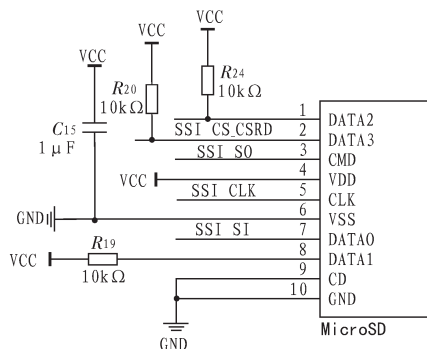 VCC
VCC
VCC
R24
10kΩ
R20
10kΩ
C15
1μF
1
DATA2
SSI CS_CSRD
2
DATA3
SSI SO
3
CMD
VCC
4
VDD
SSI CLK
5
CLK
GND
6
VSS
SSI SI
7
DATA0
R19
VCC
10kΩ
8
DATA1
9
CD
10
GND
GND
MicroSD